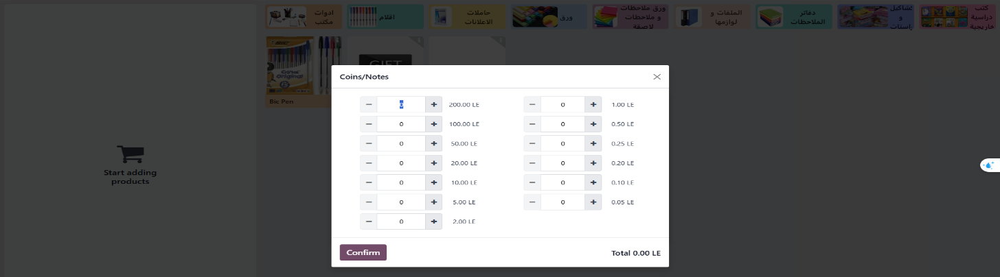 ادوات
مكتب
اقلام
حاملات
الاعلانات
ورق
ورق ملاحظات
و ملاحظات
لاصقة
الملفات و
لوازمها
دفاتر
الملاحظات
كتب
دراسية
خارجية
BIC
Cristal
Original
GIFT
Bic Pen
Start adding
products
Coins/Notes
0 200.00 LE
0 1.00 LE
0 100.00 LE
0 0.50 LE
0 50.00 LE
0 0.25 LE
0 20.00 LE
0 0.20 LE
0 10.00 LE
0 0.10 LE
0 5.00 LE
0 0.05 LE
0 2.00 LE
Confirm
Total 0.00 LE